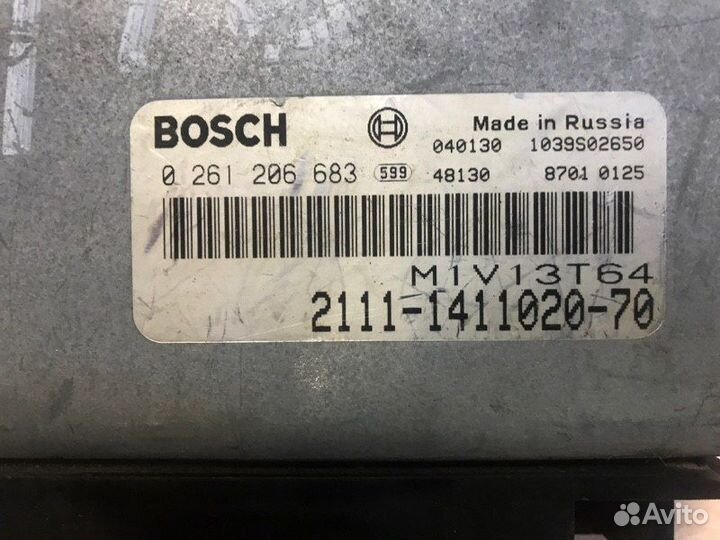 BOSCH
Made in Russia
040130 1039S02650
0 261 206 683 599 48130 8701 0125
M1V13T64
2111-1411020-70
Avito